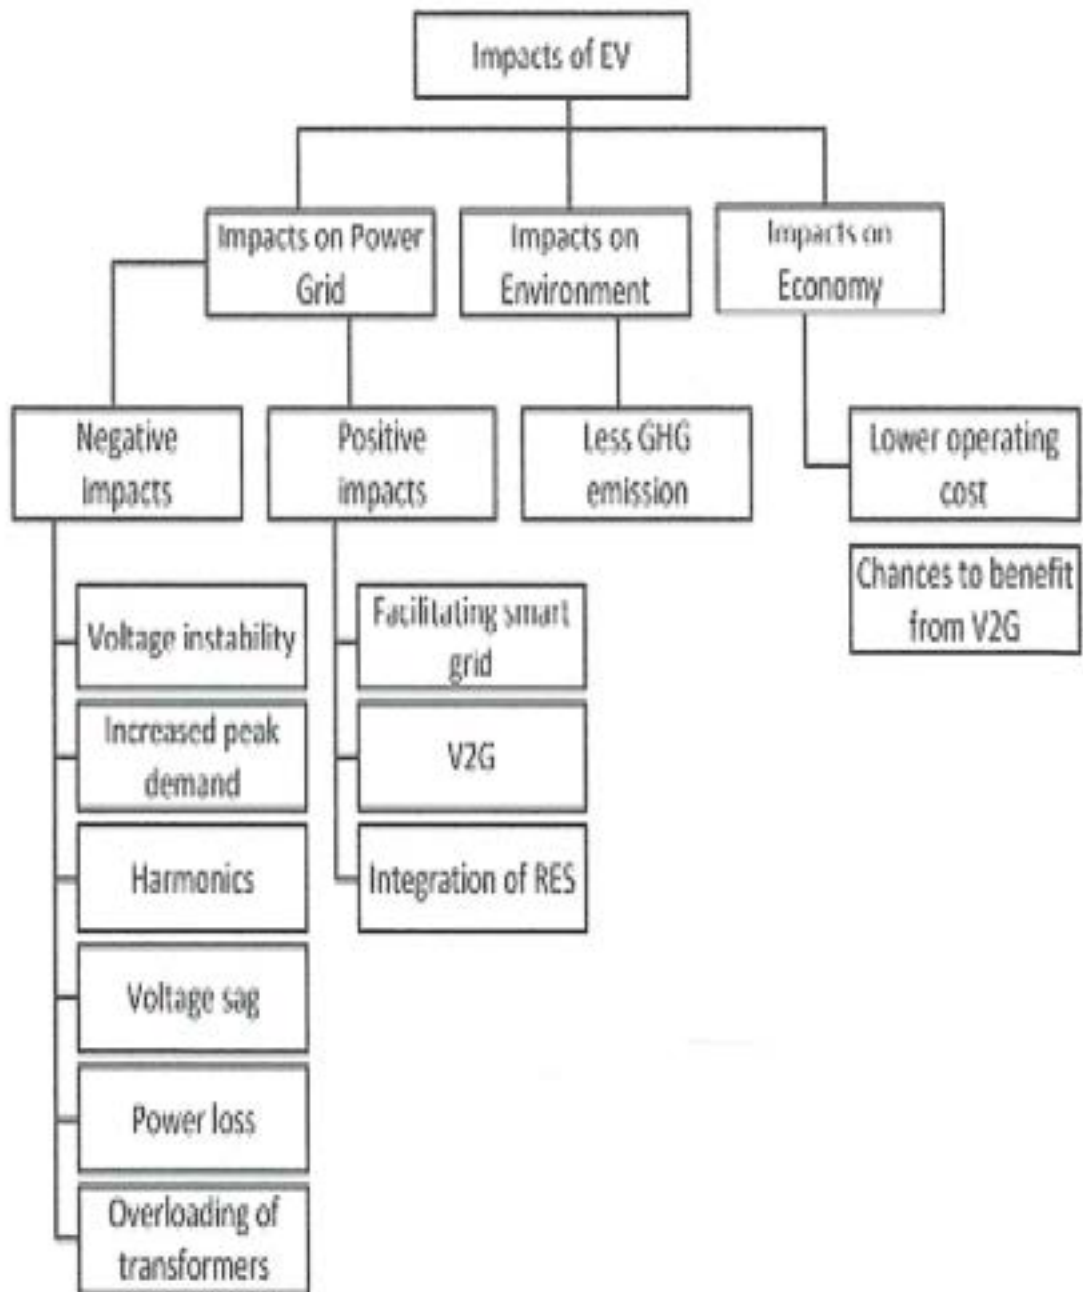 Impacts of EV
Impacts on Power
Grid
Impacts on
Environment
Impacts on
Economy
Negative
Impacts
Positive
impacts
Less GHG
emission
Lower operating
cost
Chances to benefit
from V2G
Voltage instability
Increased peak
demand
Harmonics
Voltage sag
Power loss
Overloading of
transformers
Facilitating smart
grid
V2G
Integration of RES